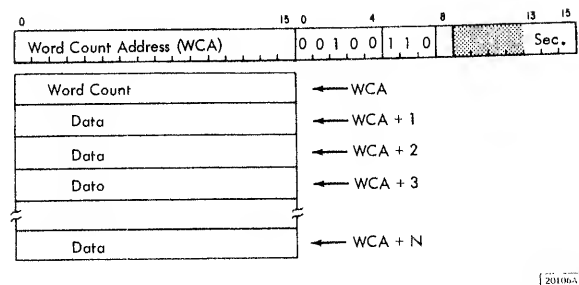 0 15 0 4 8 13 15
Word Count Address (WCA) 0 0 1 0 0 1 1 0 Sec.
Word Count WCA
Data WCA + 1
Data WCA + 2
Dato WCA + 3
Data WCA + N
20106A